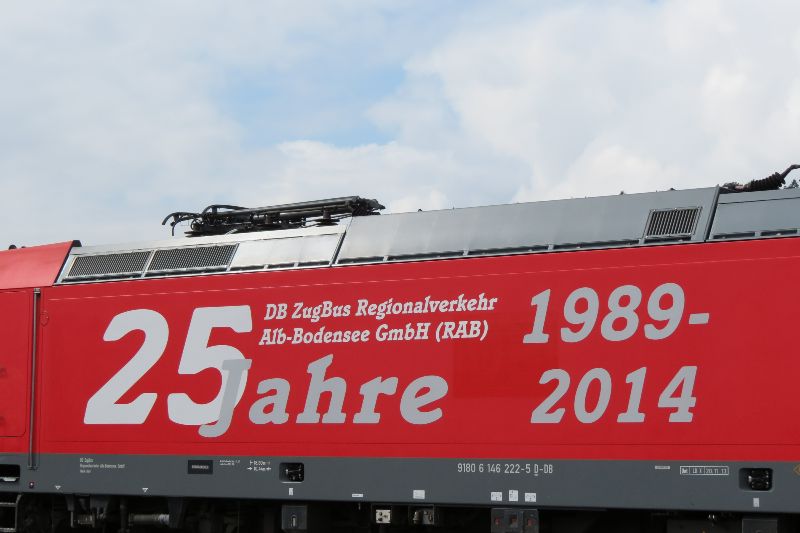 25 Jahre
DB ZugBus Regionalverkehr
Alb-Bodensee GmbH (RAB)
1989-
2014
9180 6 146 222-5 D-DB